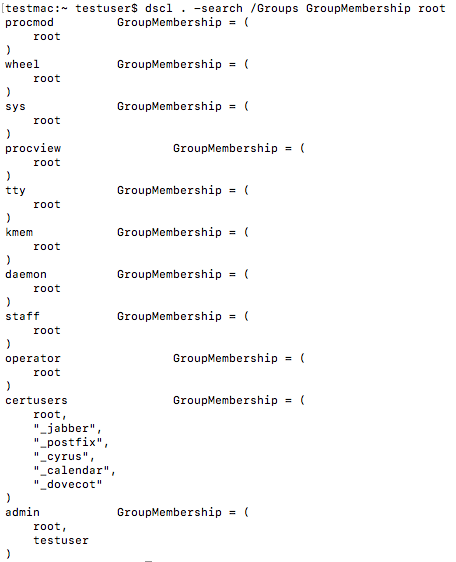 [testmac:~ testuser$ dscl . -search /Groups GroupMembership root
procmod		GroupMembership = (
    root
)
wheel		GroupMembership = (
    root
)
sys		GroupMembership = (
    root
)
procview		GroupMembership = (
    root
)
tty		GroupMembership = (
    root
)
kmem		GroupMembership = (
    root
)
daemon		GroupMembership = (
    root
)
staff		GroupMembership = (
    root
)
operator		GroupMembership = (
    root
)
certusers		GroupMembership = (
    root,
    "_jabber",
    "_postfix",
    "_cyrus",
    "_calendar",
    "_dovecot"
)
admin		GroupMembership = (
    root,
    testuser
)